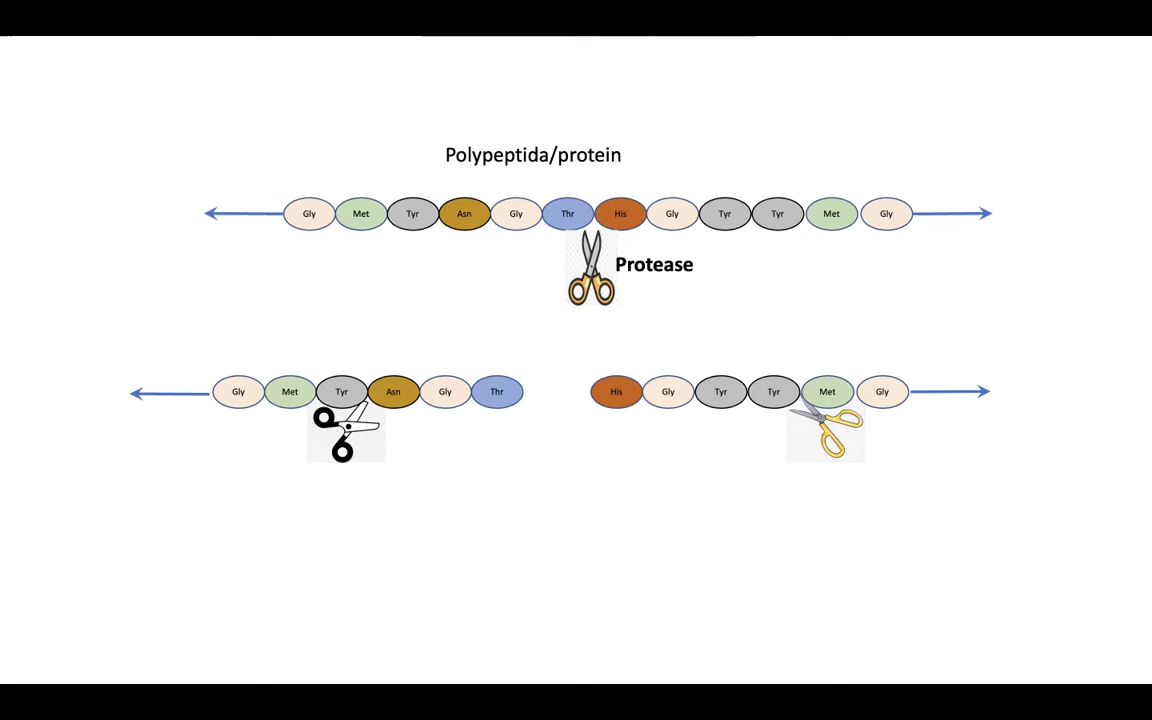 Polypeptida/protein
Gly Met Tyr Asn Gly Thr His Gly Tyr Tyr Met Gly
Protease
Gly Met Tyr Asn Gly Thr His Gly Tyr Tyr Met Gly